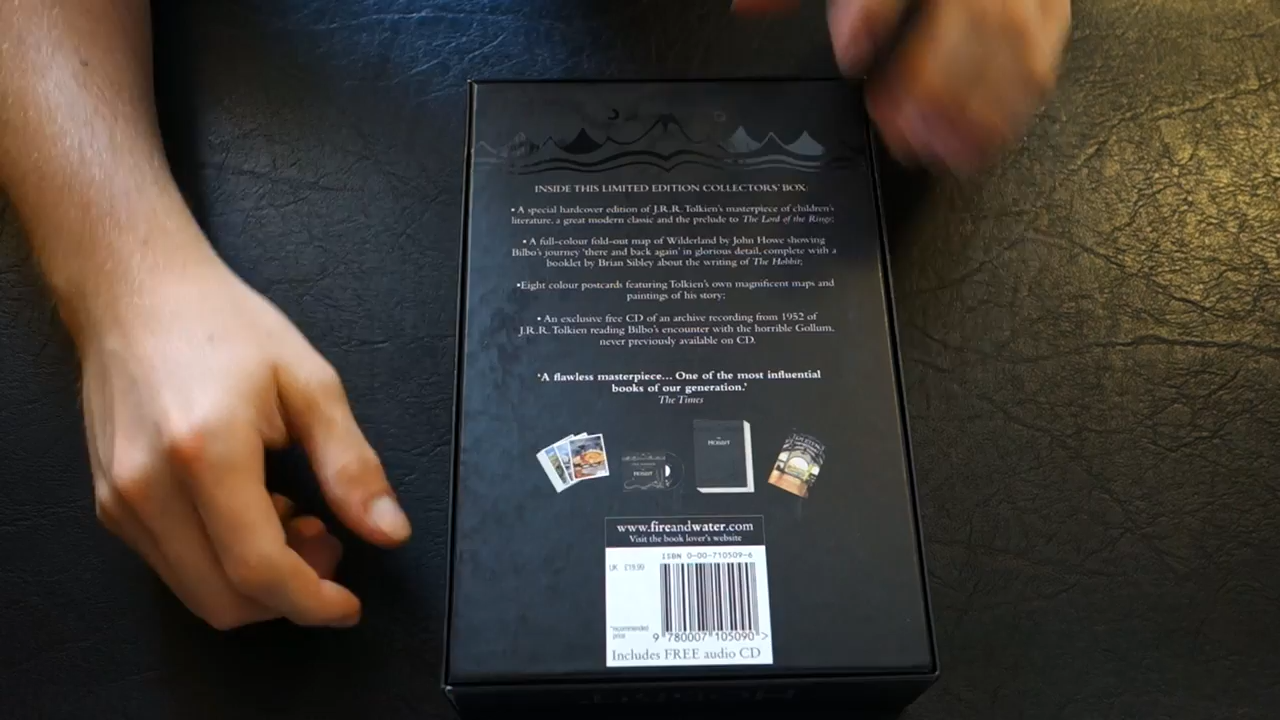 INSIDE THIS LIMITED EDITION COLLECTORS' BOX:
• A special hardcover edition of J.R.R. Tolkien's masterpiece of children's
literature, a great modern classic and the prelude to The Lord of the Rings;
• A full-colour fold-out map of Wilderland by John Howe showing
Bilbo's journey 'there and back again' in glorious detail, complete with a
booklet by Brian Sibley about the writing of The Hobbit;
•Eight colour postcards featuring Tolkien's own magnificent maps and
paintings of his story;
• An exclusive free CD of an archive recording from 1952 of
J.R.R. Tolkien reading Bilbo's encounter with the horrible Gollum,
never previously available on CD.
'A flawless masterpiece... One of the most influential
books of our generation.'
The Times
HOBBIT
HOBBIT
www.fireandwater.com
Visit the book lover's website
ISBN 0-00-710509-6
UK £19.99
*recommended
price
9 780007 105090 >
Includes FREE audio CD